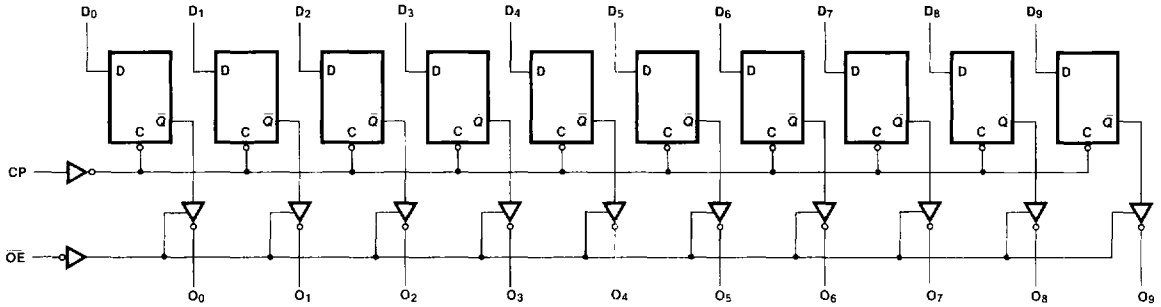 D0 D1 D2 D3 D4 D5 D6 D7 D8 D9
D D D D D D D D D D
Q̅ Q̅ Q̅ Q̅ Q̅ Q̅ Q̅ Q̅ Q̅ Q̅
C C C C C C C C C C
CP
O̅E̅
O0 O1 O2 O3 O4 O5 O6 O7 O8 O9